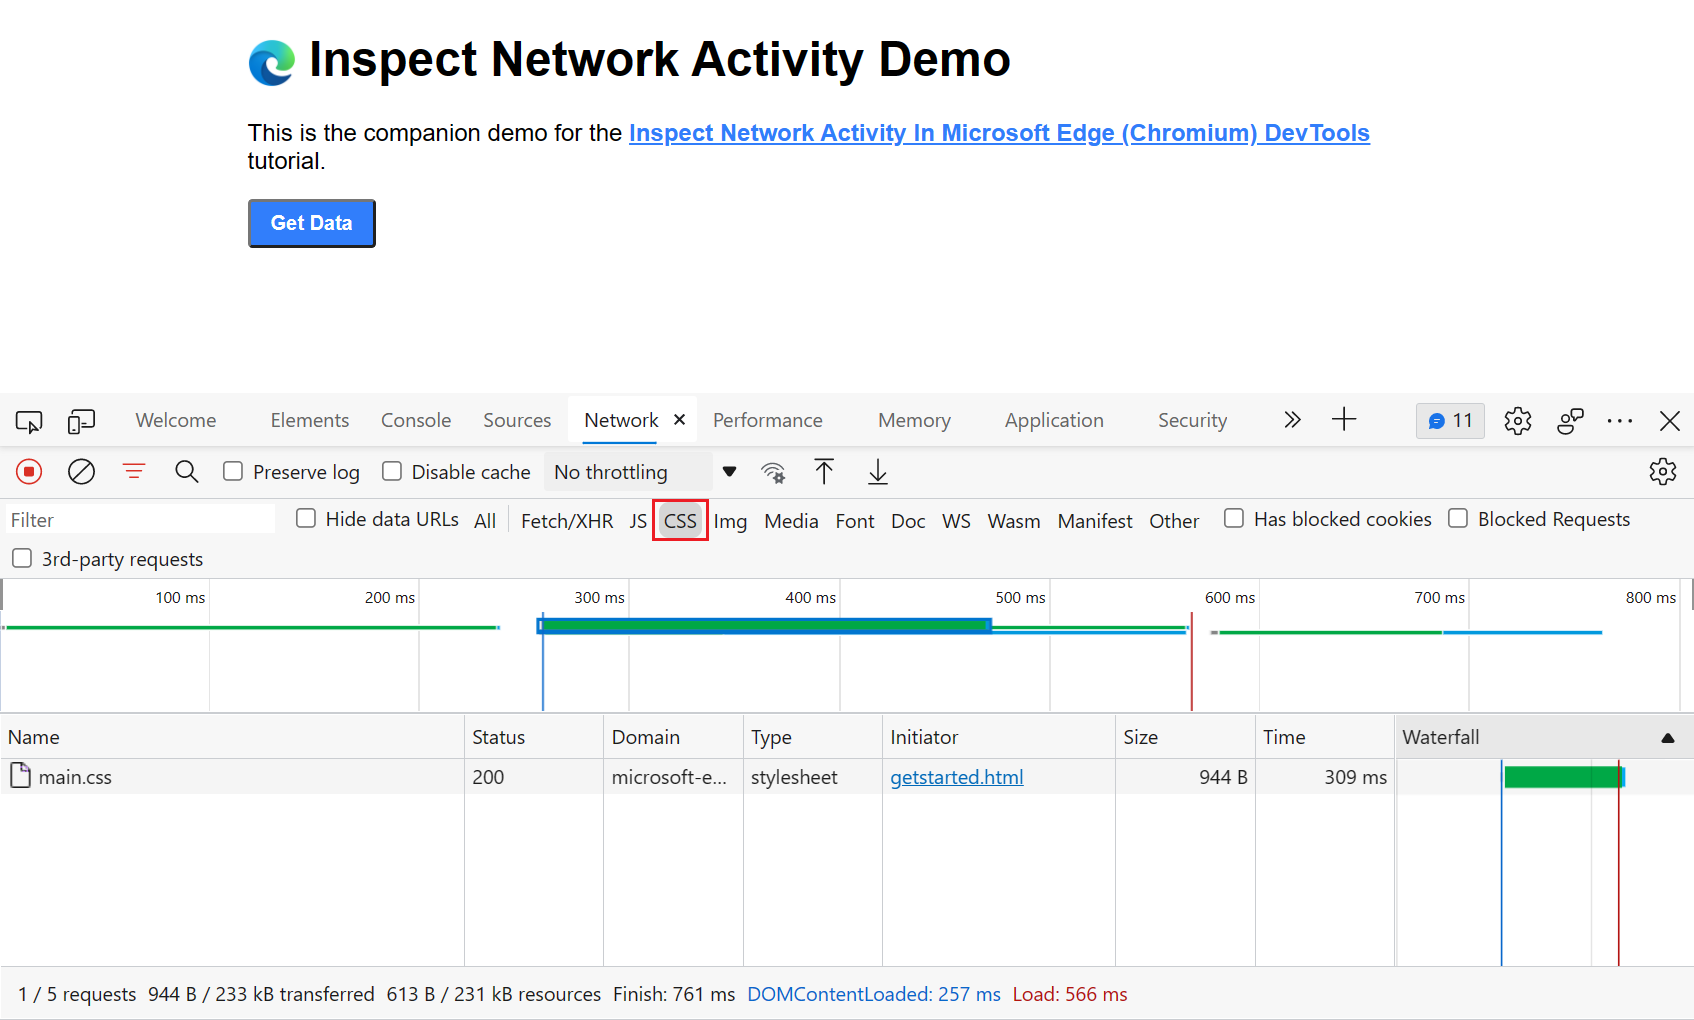 Inspect Network Activity Demo
This is the companion demo for the Inspect Network Activity In Microsoft Edge (Chromium) DevTools
tutorial.
Get Data
Welcome Elements Console Sources Network Performance Memory Application Security 11
Preserve log Disable cache No throttling
Filter Hide data URLs All Fetch/XHR JS CSS Img Media Font Doc WS Wasm Manifest Other Has blocked cookies Blocked Requests
3rd-party requests
100 ms 200 ms 300 ms 400 ms 500 ms 600 ms 700 ms 800 ms
Name Status Domain Type Initiator Size Time Waterfall
main.css 200 microsoft-e... stylesheet getstarted.html 944 B 309 ms
1 / 5 requests 944 B / 233 kB transferred 613 B / 231 kB resources Finish: 761 ms DOMContentLoaded: 257 ms Load: 566 ms